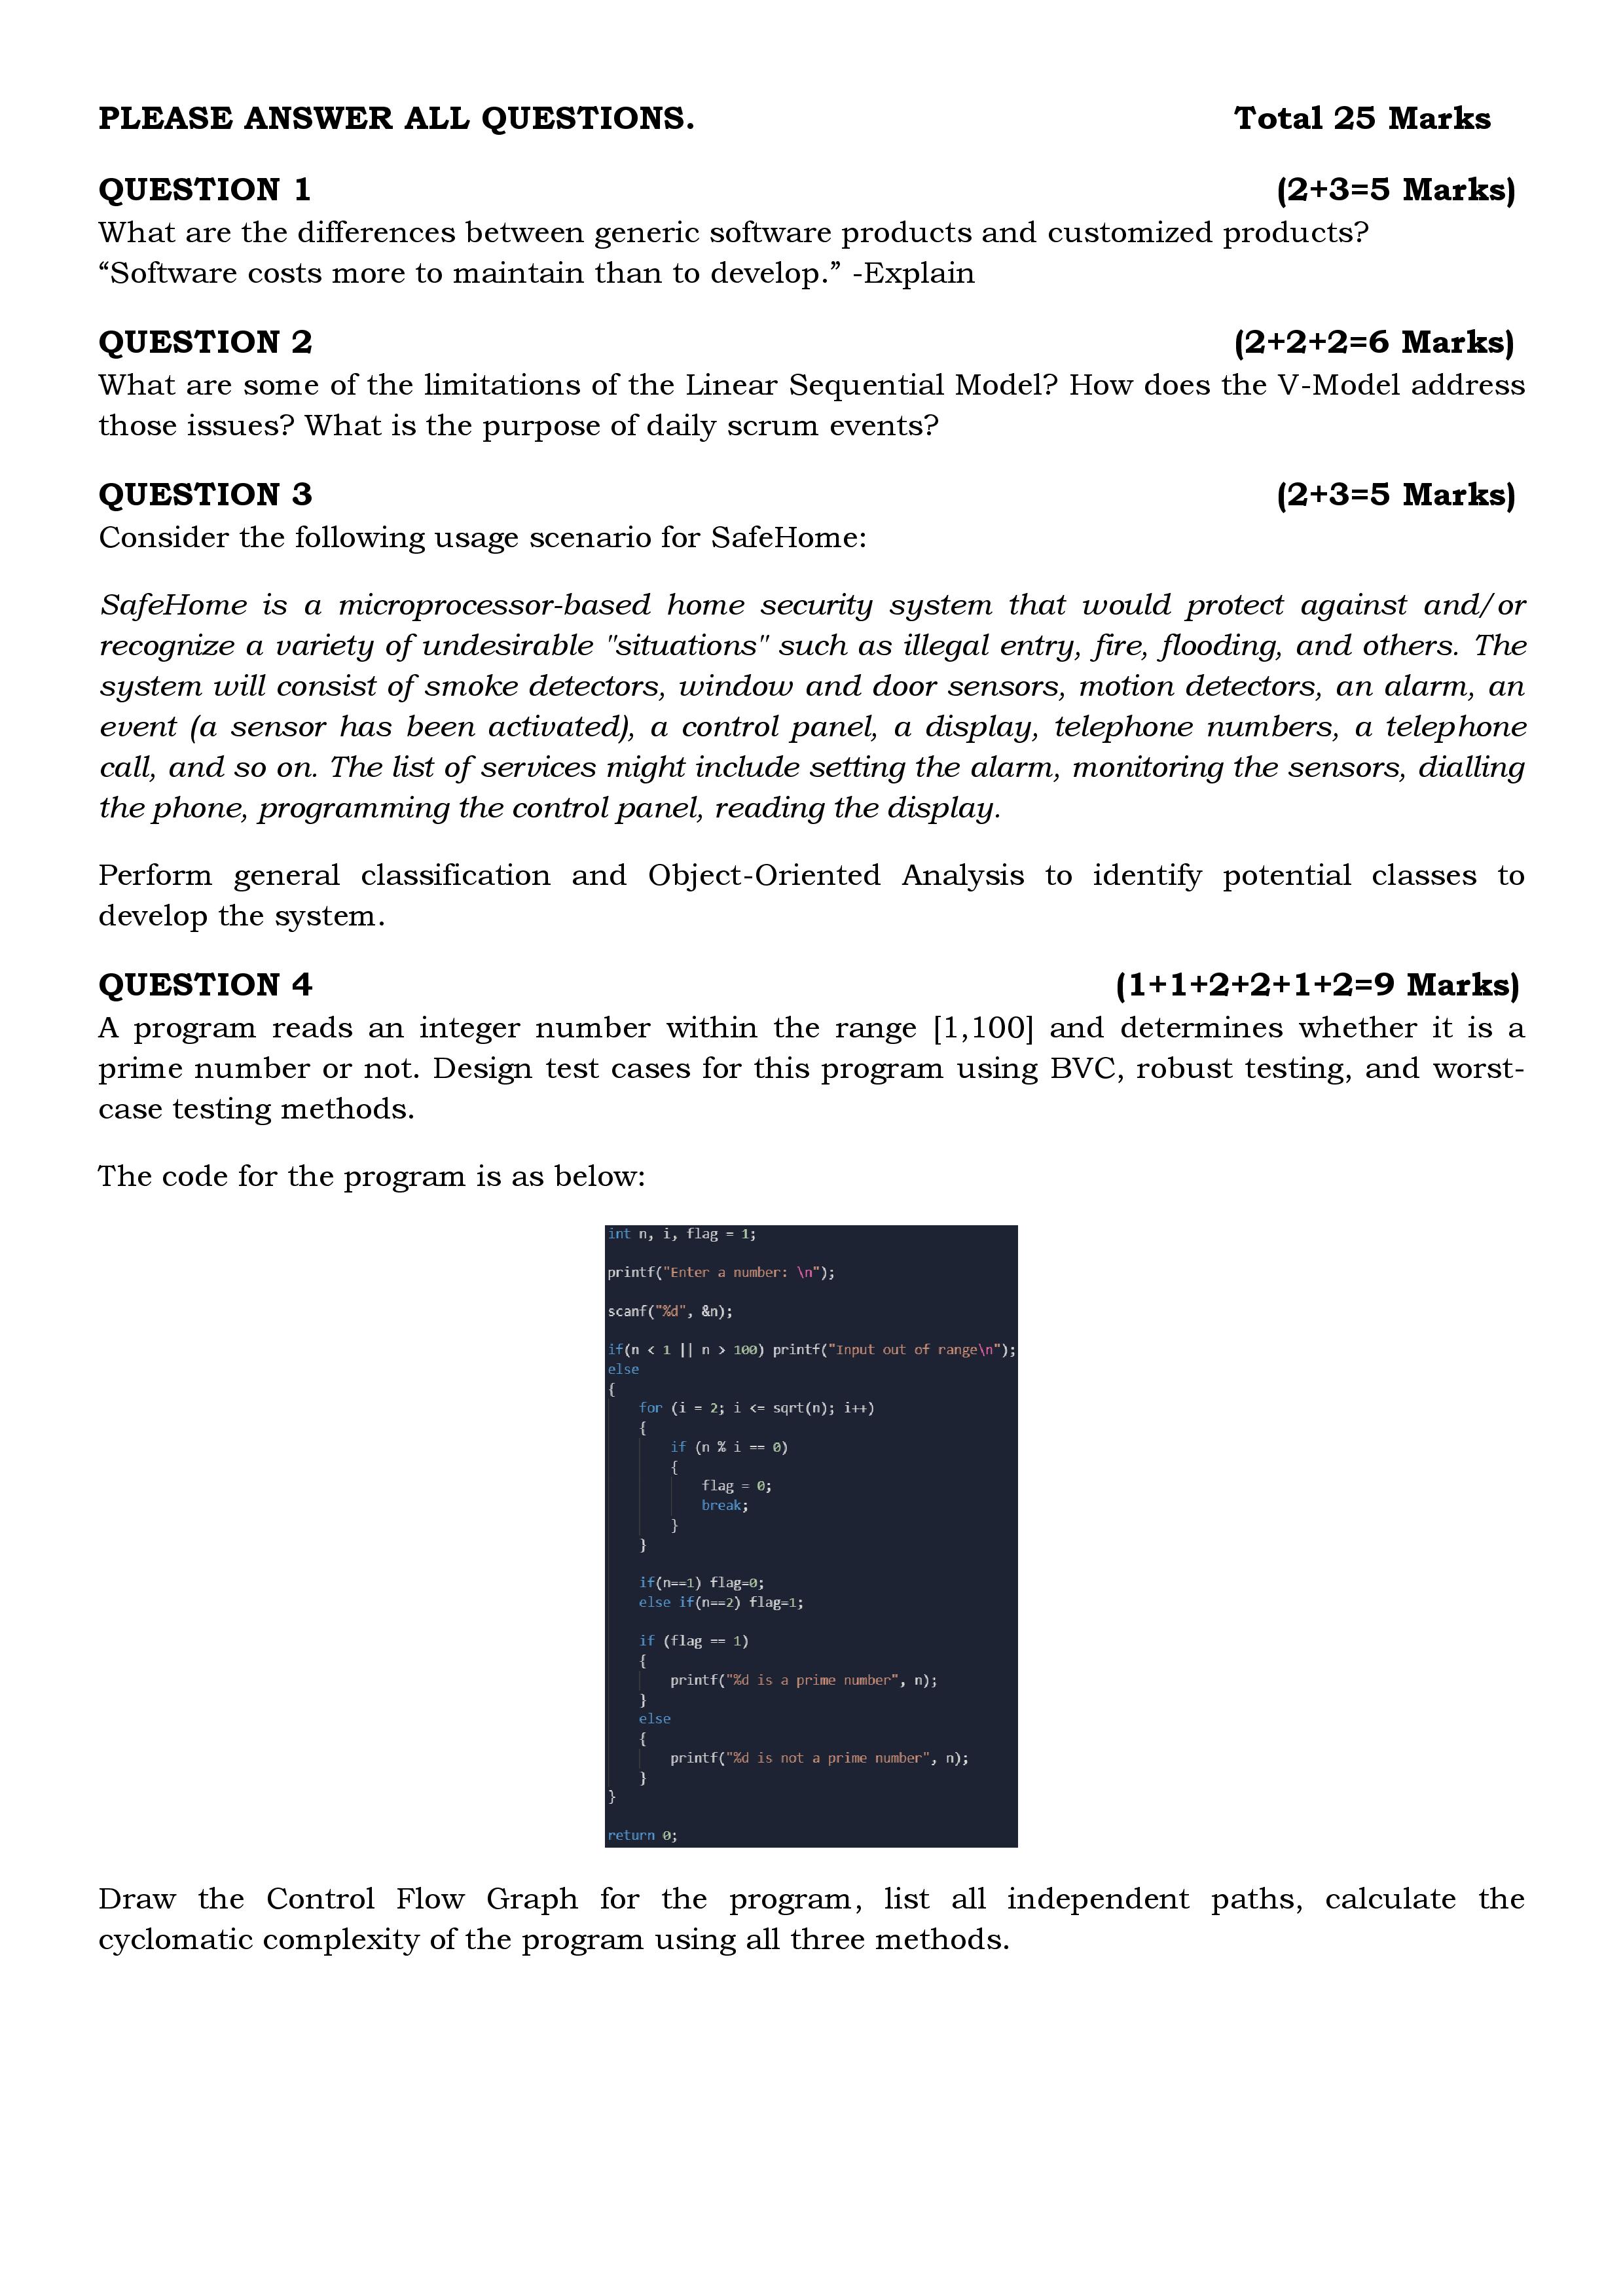 PLEASE ANSWER ALL QUESTIONS. Total 25 Marks
QUESTION 1 (2+3=5 Marks)
What are the differences between generic software products and customized products?
“Software costs more to maintain than to develop.” -Explain
QUESTION 2 (2+2+2=6 Marks)
What are some of the limitations of the Linear Sequential Model? How does the V-Model address
those issues? What is the purpose of daily scrum events?
QUESTION 3 (2+3=5 Marks)
Consider the following usage scenario for SafeHome:
SafeHome is a microprocessor-based home security system that would protect against and/or
recognize a variety of undesirable "situations" such as illegal entry, fire, flooding, and others. The
system will consist of smoke detectors, window and door sensors, motion detectors, an alarm, an
event (a sensor has been activated), a control panel, a display, telephone numbers, a telephone
call, and so on. The list of services might include setting the alarm, monitoring the sensors, dialling
the phone, programming the control panel, reading the display.
Perform general classification and Object-Oriented Analysis to identify potential classes to
develop the system.
QUESTION 4 (1+1+2+2+1+2=9 Marks)
A program reads an integer number within the range [1,100] and determines whether it is a
prime number or not. Design test cases for this program using BVC, robust testing, and worst-
case testing methods.
The code for the program is as below:
int n, i, flag = 1;
printf("Enter a number: \n");
scanf("%d", &n);
if(n < 1 || n > 100) printf("Input out of range\n");
else
{
for (i = 2; i <= sqrt(n); i++)
{
if (n % i == 0)
{
flag = 0;
break;
}
}
if(n==1) flag=0;
else if(n==2) flag=1;
if (flag == 1)
{
printf("%d is a prime number", n);
}
else
{
printf("%d is not a prime number", n);
}
}
return 0;
Draw the Control Flow Graph for the program, list all independent paths, calculate the
cyclomatic complexity of the program using all three methods.